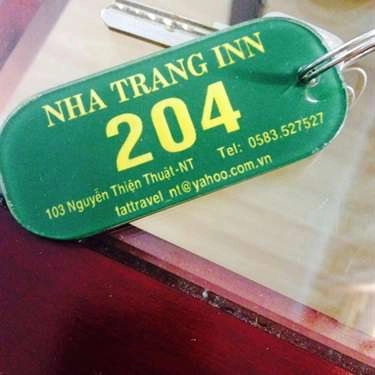 NHA TRANG INN
204
103 Nguyễn Thiện Thuật-NT Tel: 0583.527527
fattravel_nt@yahoo.com.vn